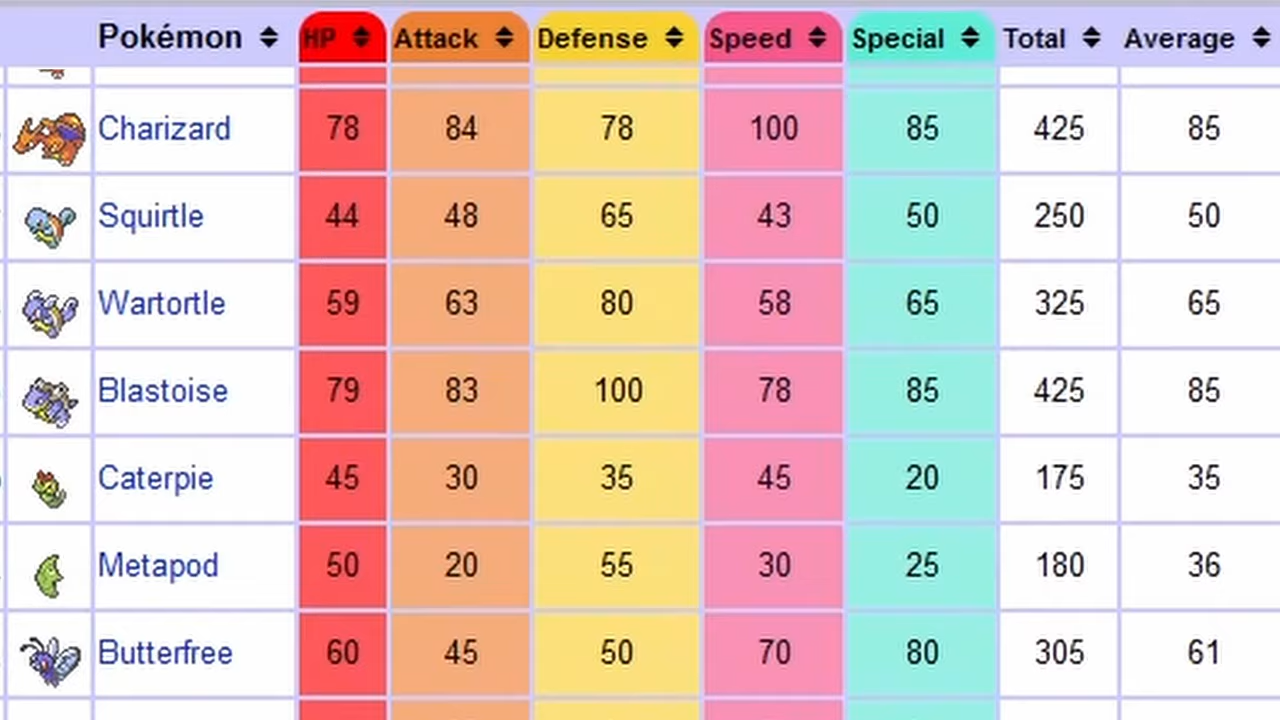 Pokémon HP Attack Defense Speed Special Total Average
Charizard 78 84 78 100 85 425 85
Squirtle 44 48 65 43 50 250 50
Wartortle 59 63 80 58 65 325 65
Blastoise 79 83 100 78 85 425 85
Caterpie 45 30 35 45 20 175 35
Metapod 50 20 55 30 25 180 36
Butterfree 60 45 50 70 80 305 61